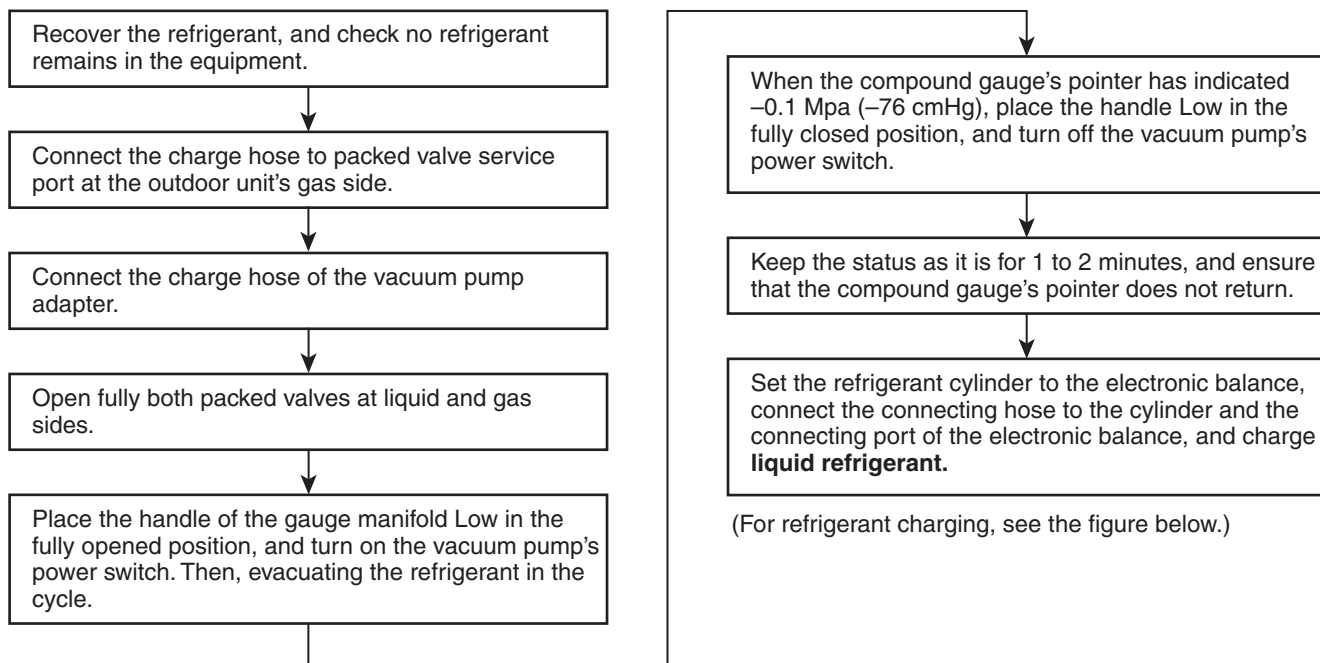 Recover the refrigerant, and check no refrigerant
remains in the equipment.
Connect the charge hose to packed valve service
port at the outdoor unit's gas side.
Connect the charge hose of the vacuum pump
adapter.
Open fully both packed valves at liquid and gas
sides.
Place the handle of the gauge manifold Low in the
fully opened position, and turn on the vacuum pump's
power switch. Then, evacuating the refrigerant in the
cycle.
When the compound gauge's pointer has indicated
–0.1 Mpa (–76 cmHg), place the handle Low in the
fully closed position, and turn off the vacuum pump's
power switch.
Keep the status as it is for 1 to 2 minutes, and ensure
that the compound gauge's pointer does not return.
Set the refrigerant cylinder to the electronic balance,
connect the connecting hose to the cylinder and the
connecting port of the electronic balance, and charge
liquid refrigerant.
(For refrigerant charging, see the figure below.)